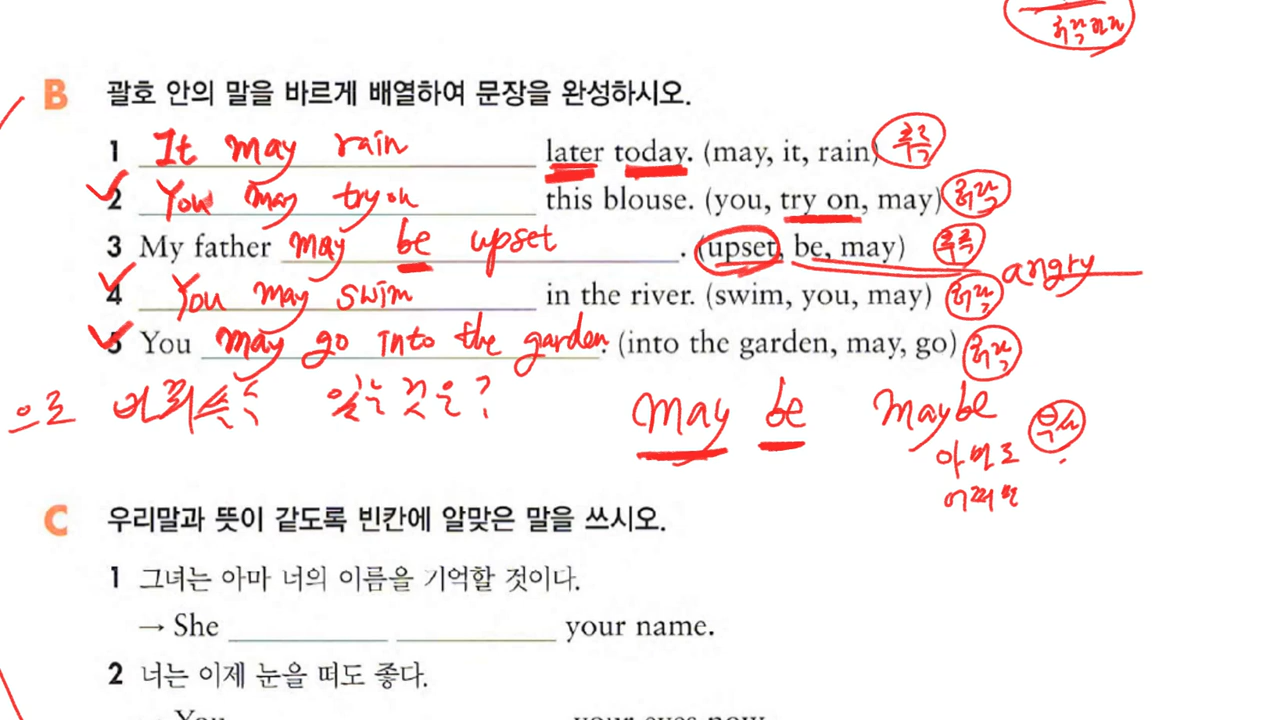 허락한다
B 괄호 안의 말을 바르게 배열하여 문장을 완성하시오.
1 It may rain later today. (may, it, rain) 추측
2 You may try on this blouse. (you, try on, may) 허락
3 My father may be upset. (upset, be, may) 추측
angry
4 You may swim in the river. (swim, you, may) 허락
5 You may go into the garden. (into the garden, may, go) 허락
으로 바꿔쓸 수 있는 것은? may be maybe 부사
아마도
어쩌면
C 우리말과 뜻이 같도록 빈칸에 알맞은 말을 쓰시오.
1 그녀는 아마 너의 이름을 기억할 것이다.
→ She your name.
2 너는 이제 눈을 떠도 좋다.
→ You your eyes now.